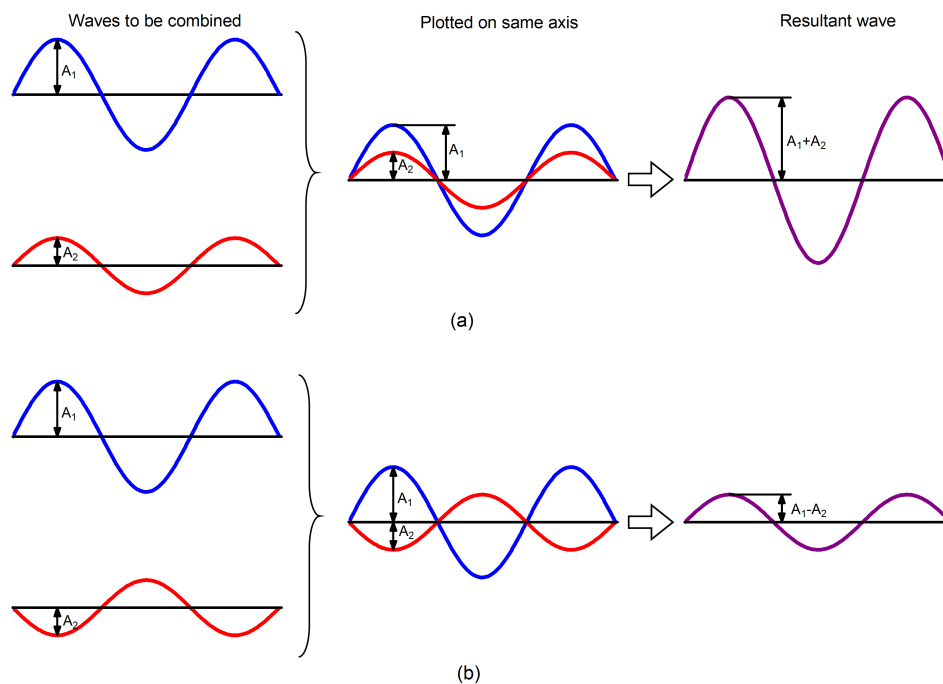 Waves to be combined
Plotted on same axis
Resultant wave
A₁
A₂
A₂
A₁
A₁+A₂
(a)
A₁
A₂
A₁
A₂
A₁-A₂
(b)